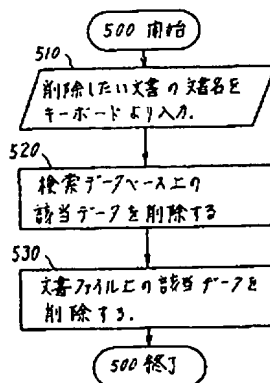 500 開始
510
削除したい文書の文書名を
キーボードより入力.
520
検索データベース上の
該当データを削除する
530
文書ファイル上の該当データを
削除する.
500 終了